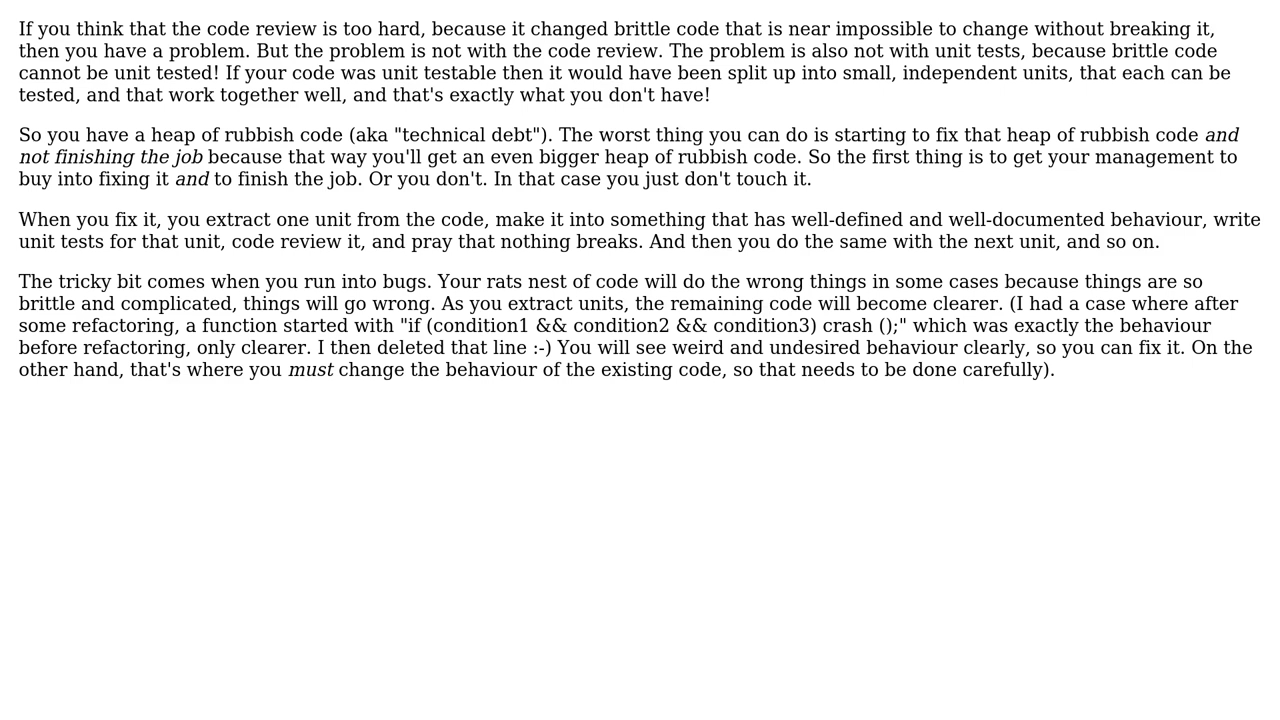 If you think that the code review is too hard, because it changed brittle code that is near impossible to change without breaking it,
then you have a problem. But the problem is not with the code review. The problem is also not with unit tests, because brittle code
cannot be unit tested! If your code was unit testable then it would have been split up into small, independent units, that each can be
tested, and that work together well, and that's exactly what you don't have!
So you have a heap of rubbish code (aka "technical debt"). The worst thing you can do is starting to fix that heap of rubbish code and
not finishing the job because that way you'll get an even bigger heap of rubbish code. So the first thing is to get your management to
buy into fixing it and to finish the job. Or you don't. In that case you just don't touch it.
When you fix it, you extract one unit from the code, make it into something that has well-defined and well-documented behaviour, write
unit tests for that unit, code review it, and pray that nothing breaks. And then you do the same with the next unit, and so on.
The tricky bit comes when you run into bugs. Your rats nest of code will do the wrong things in some cases because things are so
brittle and complicated, things will go wrong. As you extract units, the remaining code will become clearer. (I had a case where after
some refactoring, a function started with "if (condition1 && condition2 && condition3) crash ();" which was exactly the behaviour
before refactoring, only clearer. I then deleted that line :-) You will see weird and undesired behaviour clearly, so you can fix it. On the
other hand, that's where you must change the behaviour of the existing code, so that needs to be done carefully).